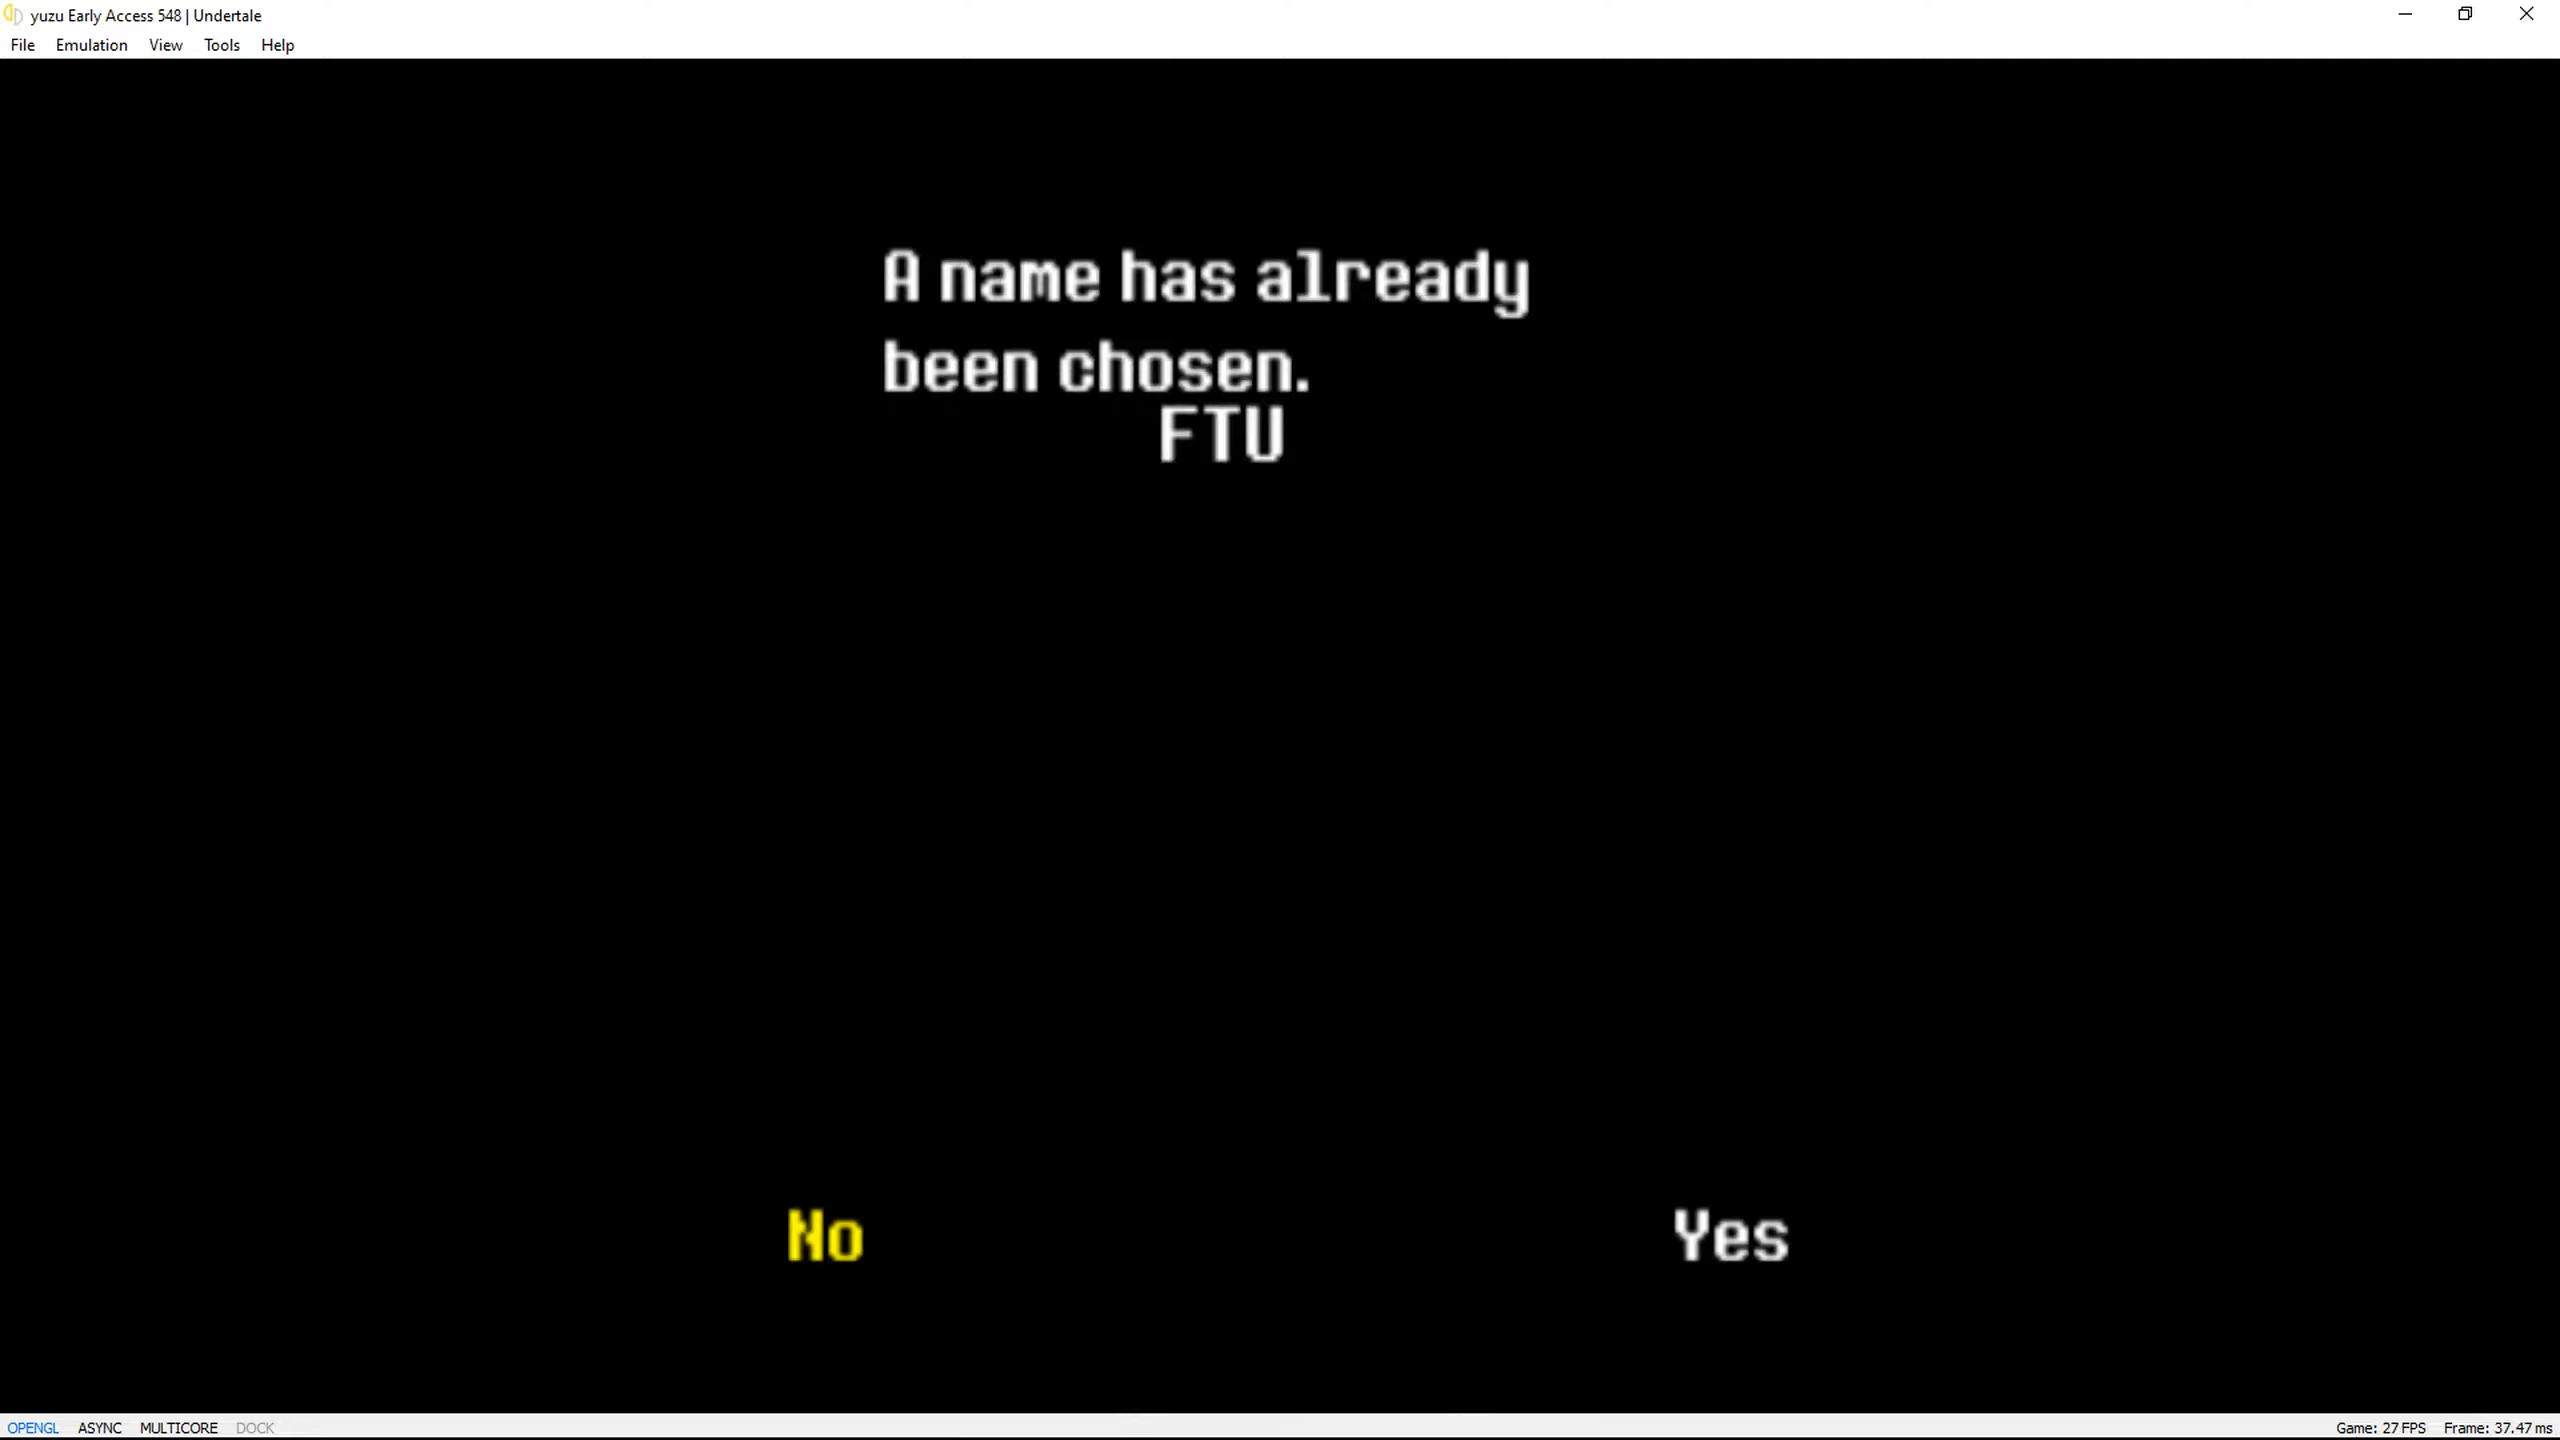 yuzu Early Access 548 | Undertale
File Emulation View Tools Help
A name has already
been chosen.
FTU
No Yes
OPENGL ASYNC MULTICORE DOCK Game: 27 FPS Frame: 37.47 ms